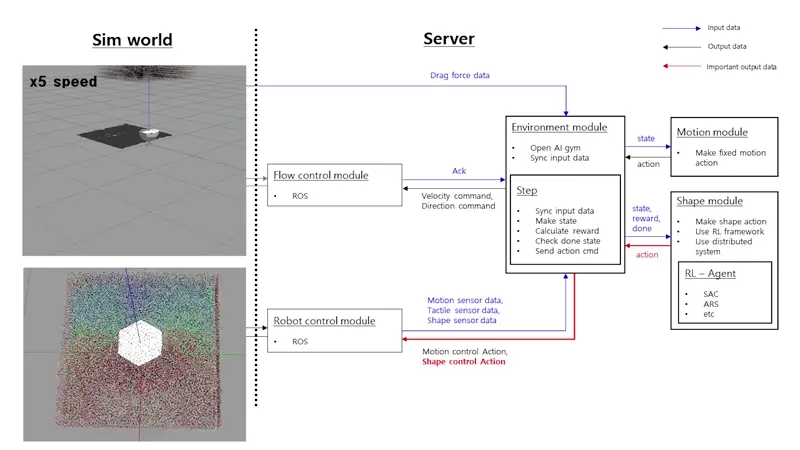 Sim world
Server
Input data
Output data
Important output data
x5 speed
Drag force data
Flow control module
• ROS
Ack
Velocity command,
Direction command
Environment module
• Open AI gym
• Sync input data
Step
• Sync input data
• Make state
• Calculate reward
• Check done state
• Send action cmd
state
action
Motion module
• Make fixed motion
action
state,
reward,
done
action
Shape module
• Make shape action
• Use RL framework
• Use distributed
system
RL – Agent
• SAC
• ARS
• etc
Robot control module
• ROS
Motion sensor data,
Tactile sensor data,
Shape sensor data
Motion control Action,
Shape control Action